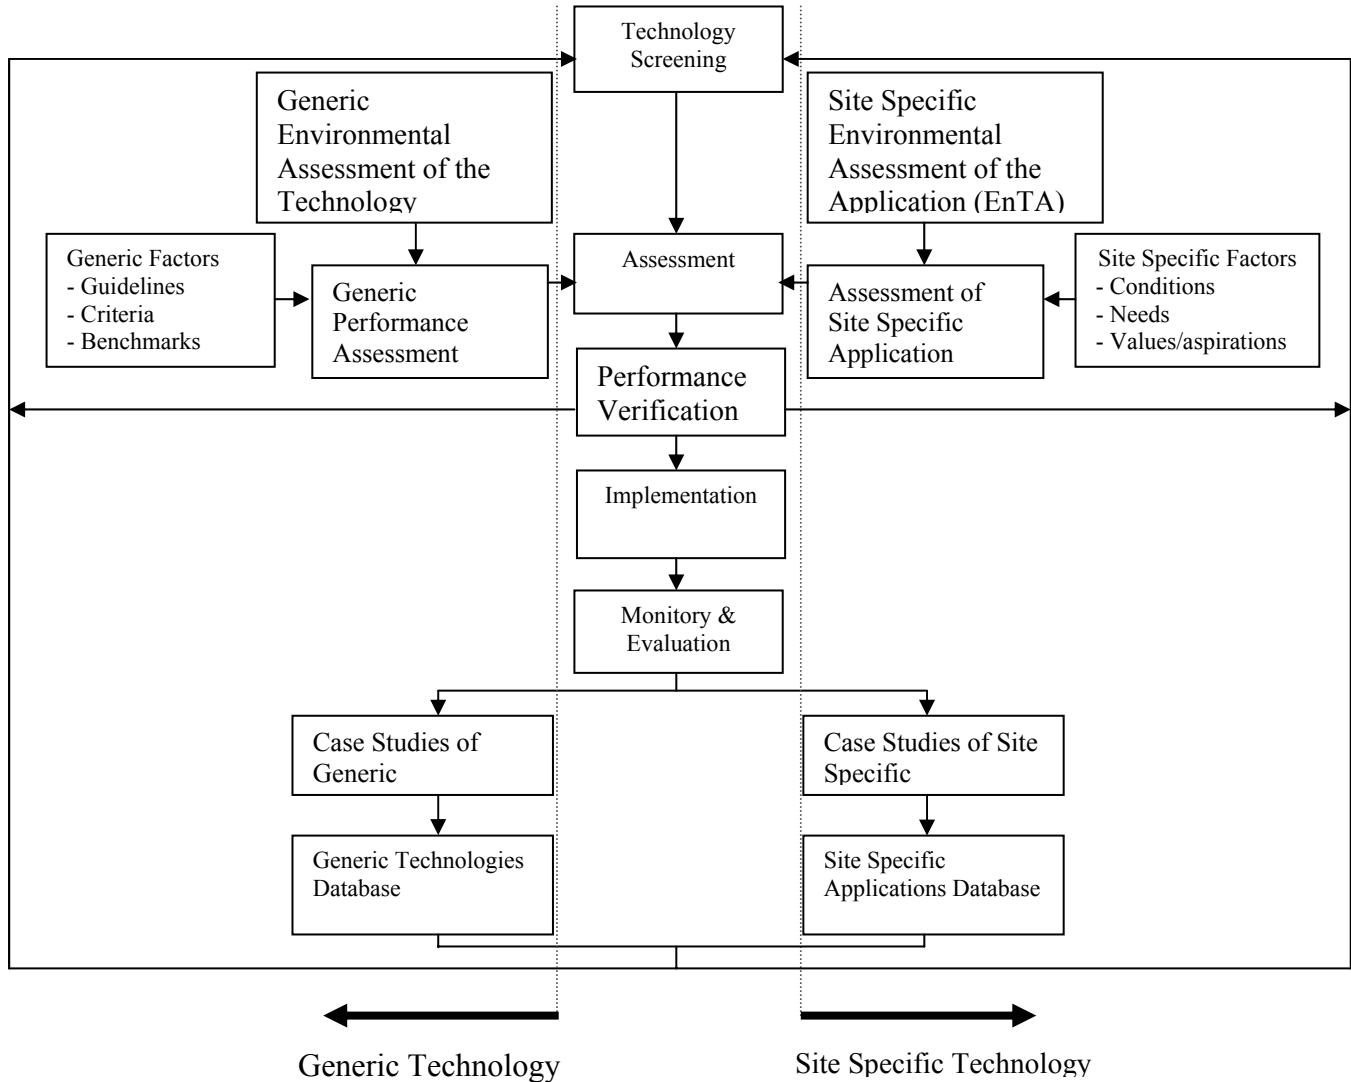 Technology
Screening
Generic
Environmental
Assessment of the
Technology
Site Specific
Environmental
Assessment of the
Application (EnTA)
Generic Factors
- Guidelines
- Criteria
- Benchmarks
Generic
Performance
Assessment
Assessment
Assessment of
Site Specific
Application
Site Specific Factors
- Conditions
- Needs
- Values/aspirations
Performance
Verification
Implementation
Monitory &
Evaluation
Case Studies of
Generic
Case Studies of Site
Specific
Generic Technologies
Database
Site Specific
Applications Database
Generic Technology
Site Specific Technology